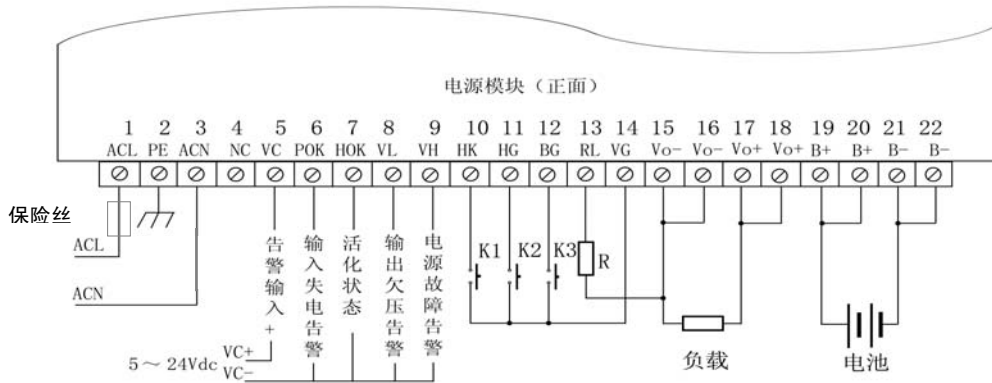 电源模块（正面）
1 2 3 4 5 6 7 8 9 10 11 12 13 14 15 16 17 18 19 20 21 22
ACL PE ACN NC VC POK HOK VL VH HK HG BG RL VG Vo- Vo- Vo+ Vo+ B+ B+ B- B-
保险丝
ACL
ACN
告警输入+
输入失电告警
活化状态
输出欠压告警
电源故障告警
K1 K2 K3 R
负载
电池
5～24Vdc
VC+
VC-